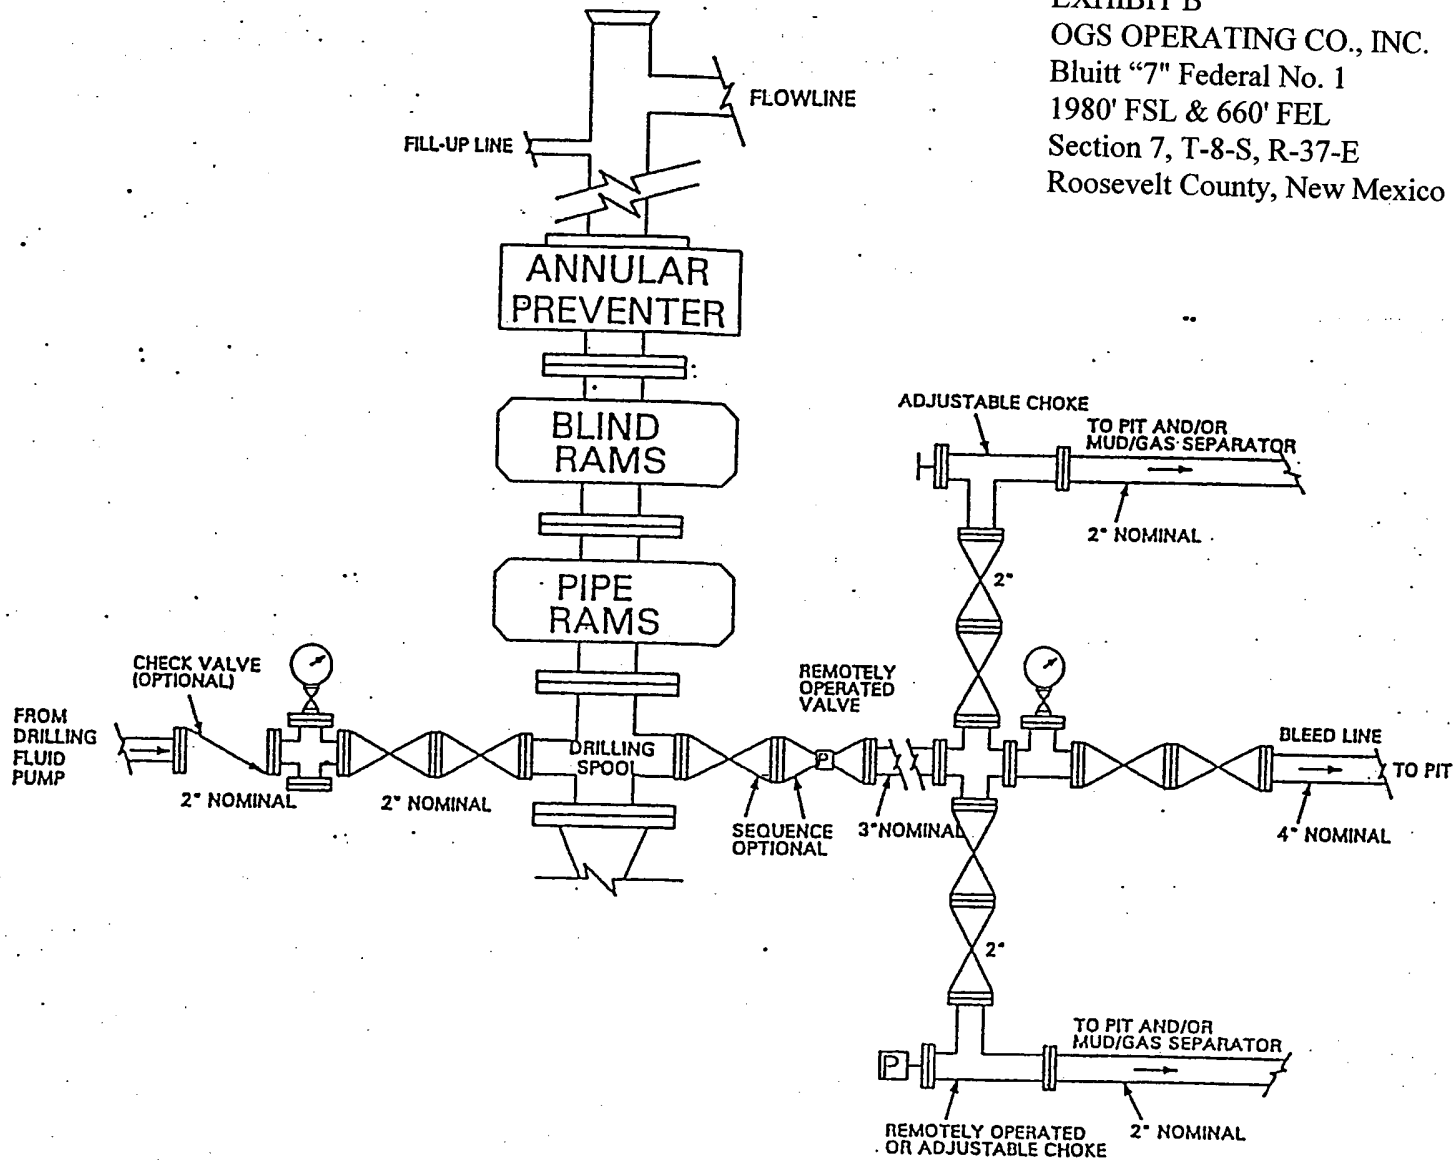 EXHIBIT B
OGS OPERATING CO., INC.
Bluitt “7" Federal No. 1
1980' FSL & 660' FEL
Section 7, T-8-S, R-37-E
Roosevelt County, New Mexico
FLOWLINE
FILL-UP LINE
ANNULAR
PREVENTER
BLIND
RAMS
PIPE
RAMS
ADJUSTABLE CHOKE
TO PIT AND/OR
MUD/GAS SEPARATOR
2" NOMINAL
2"
CHECK VALVE
(OPTIONAL)
REMOTELY
OPERATED
VALVE
FROM
DRILLING
FLUID
PUMP
2" NOMINAL
2" NOMINAL
DRILLING
SPOOL
P
SEQUENCE
OPTIONAL
3" NOMINAL
BLEED LINE
TO PIT
4" NOMINAL
2"
TO PIT AND/OR
MUD/GAS SEPARATOR
P
REMOTELY OPERATED
OR ADJUSTABLE CHOKE
2" NOMINAL